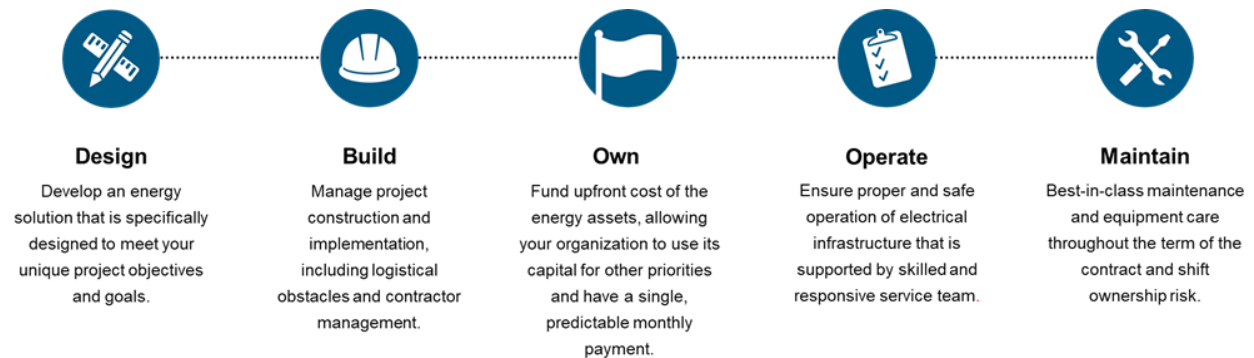 Design
Develop an energy
solution that is specifically
designed to meet your
unique project objectives
and goals.
Build
Manage project
construction and
implementation,
including logistical
obstacles and contractor
management.
Own
Fund upfront cost of the
energy assets, allowing
your organization to use its
capital for other priorities
and have a single,
predictable monthly
payment.
Operate
Ensure proper and safe
operation of electrical
infrastructure that is
supported by skilled and
responsive service team.
Maintain
Best-in-class maintenance
and equipment care
throughout the term of the
contract and shift
ownership risk.